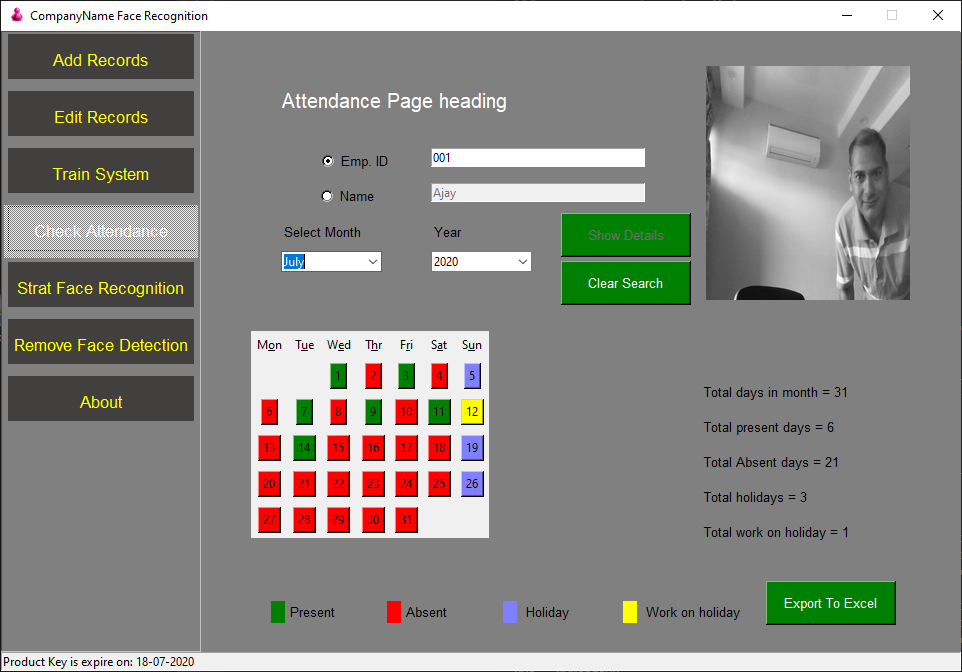 CompanyName Face Recognition
Add Records
Edit Records
Train System
Check Attendance
Strat Face Recognition
Remove Face Detection
About
Attendance Page heading
Emp. ID 001
Name Ajay
Select Month Year
July 2020
Show Details
Clear Search
Mon Tue Wed Thr Fri Sat Sun
1 2 3 4 5
6 7 8 9 10 11 12
13 14 15 16 17 18 19
20 21 22 23 24 25 26
27 28 29 30 31
Total days in month = 31
Total present days = 6
Total Absent days = 21
Total holidays = 3
Total work on holiday = 1
Present Absent Holiday Work on holiday
Export To Excel
Product Key is expire on: 18-07-2020